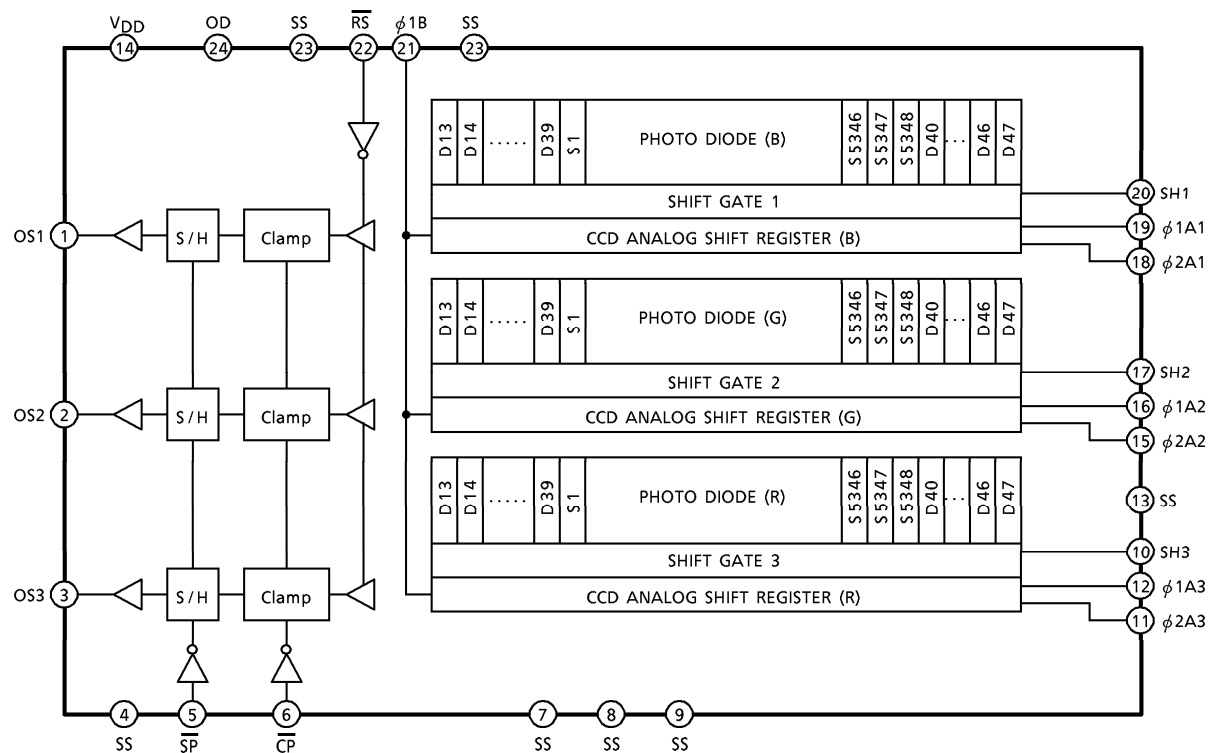 VDD OD SS R̅S̅ ϕ1B SS
14 24 23 22 21 23
D13 D14 ..... D39 S1 PHOTO DIODE (B) S5346 S5347 S5348 D40 ... D46 D47
SHIFT GATE 1 20 SH1
OS1 1 S/H Clamp CCD ANALOG SHIFT REGISTER (B) 19 ϕ1A1
18 ϕ2A1
D13 D14 ..... D39 S1 PHOTO DIODE (G) S5346 S5347 S5348 D40 ... D46 D47
SHIFT GATE 2 17 SH2
OS2 2 S/H Clamp CCD ANALOG SHIFT REGISTER (G) 16 ϕ1A2
15 ϕ2A2
D13 D14 ..... D39 S1 PHOTO DIODE (R) S5346 S5347 S5348 D40 ... D46 D47 13 SS
SHIFT GATE 3 10 SH3
OS3 3 S/H Clamp CCD ANALOG SHIFT REGISTER (R) 12 ϕ1A3
11 ϕ2A3
4 5 6 7 8 9
SS S̅P̅ C̅P̅ SS SS SS